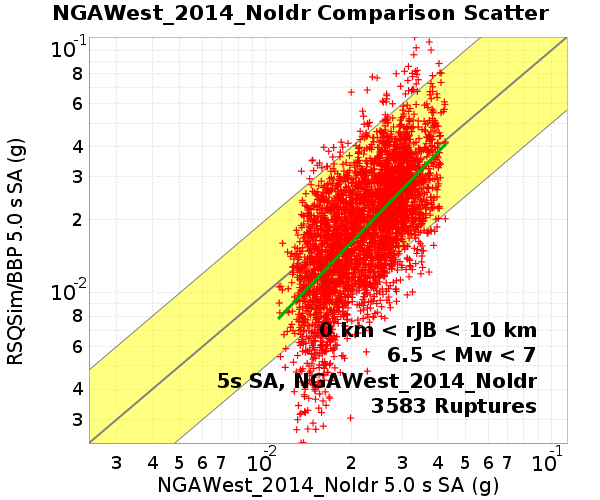 NGAWest_2014_NoIdr Comparison Scatter
10-1
8
6
4
3
2
10-2
8
6
4
3
RSQSim/BBP 5.0 s SA (g)
0 km < rJB < 10 km
6.5 < Mw < 7
5s SA, NGAWest_2014_NoIdr
3583 Ruptures
3 4 5 6 7 10-2 2 3 4 5 6 7 10-1
NGAWest_2014_NoIdr 5.0 s SA (g)